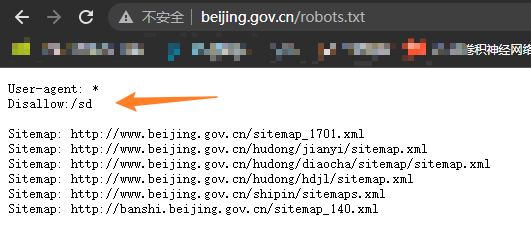 不安全 | beijing.gov.cn/robots.txt
积神经网络
User-agent: *
Disallow:/sd
Sitemap: http://www.beijing.gov.cn/sitemap_1701.xml
Sitemap: http://www.beijing.gov.cn/hudong/jianyi/sitemap.xml
Sitemap: http://www.beijing.gov.cn/hudong/diaocha/sitemap/sitemap.xml
Sitemap: http://www.beijing.gov.cn/hudong/hdjl/sitemap.xml
Sitemap: http://www.beijing.gov.cn/shipin/sitemaps.xml
Sitemap: http://banshi.beijing.gov.cn/sitemap_140.xml